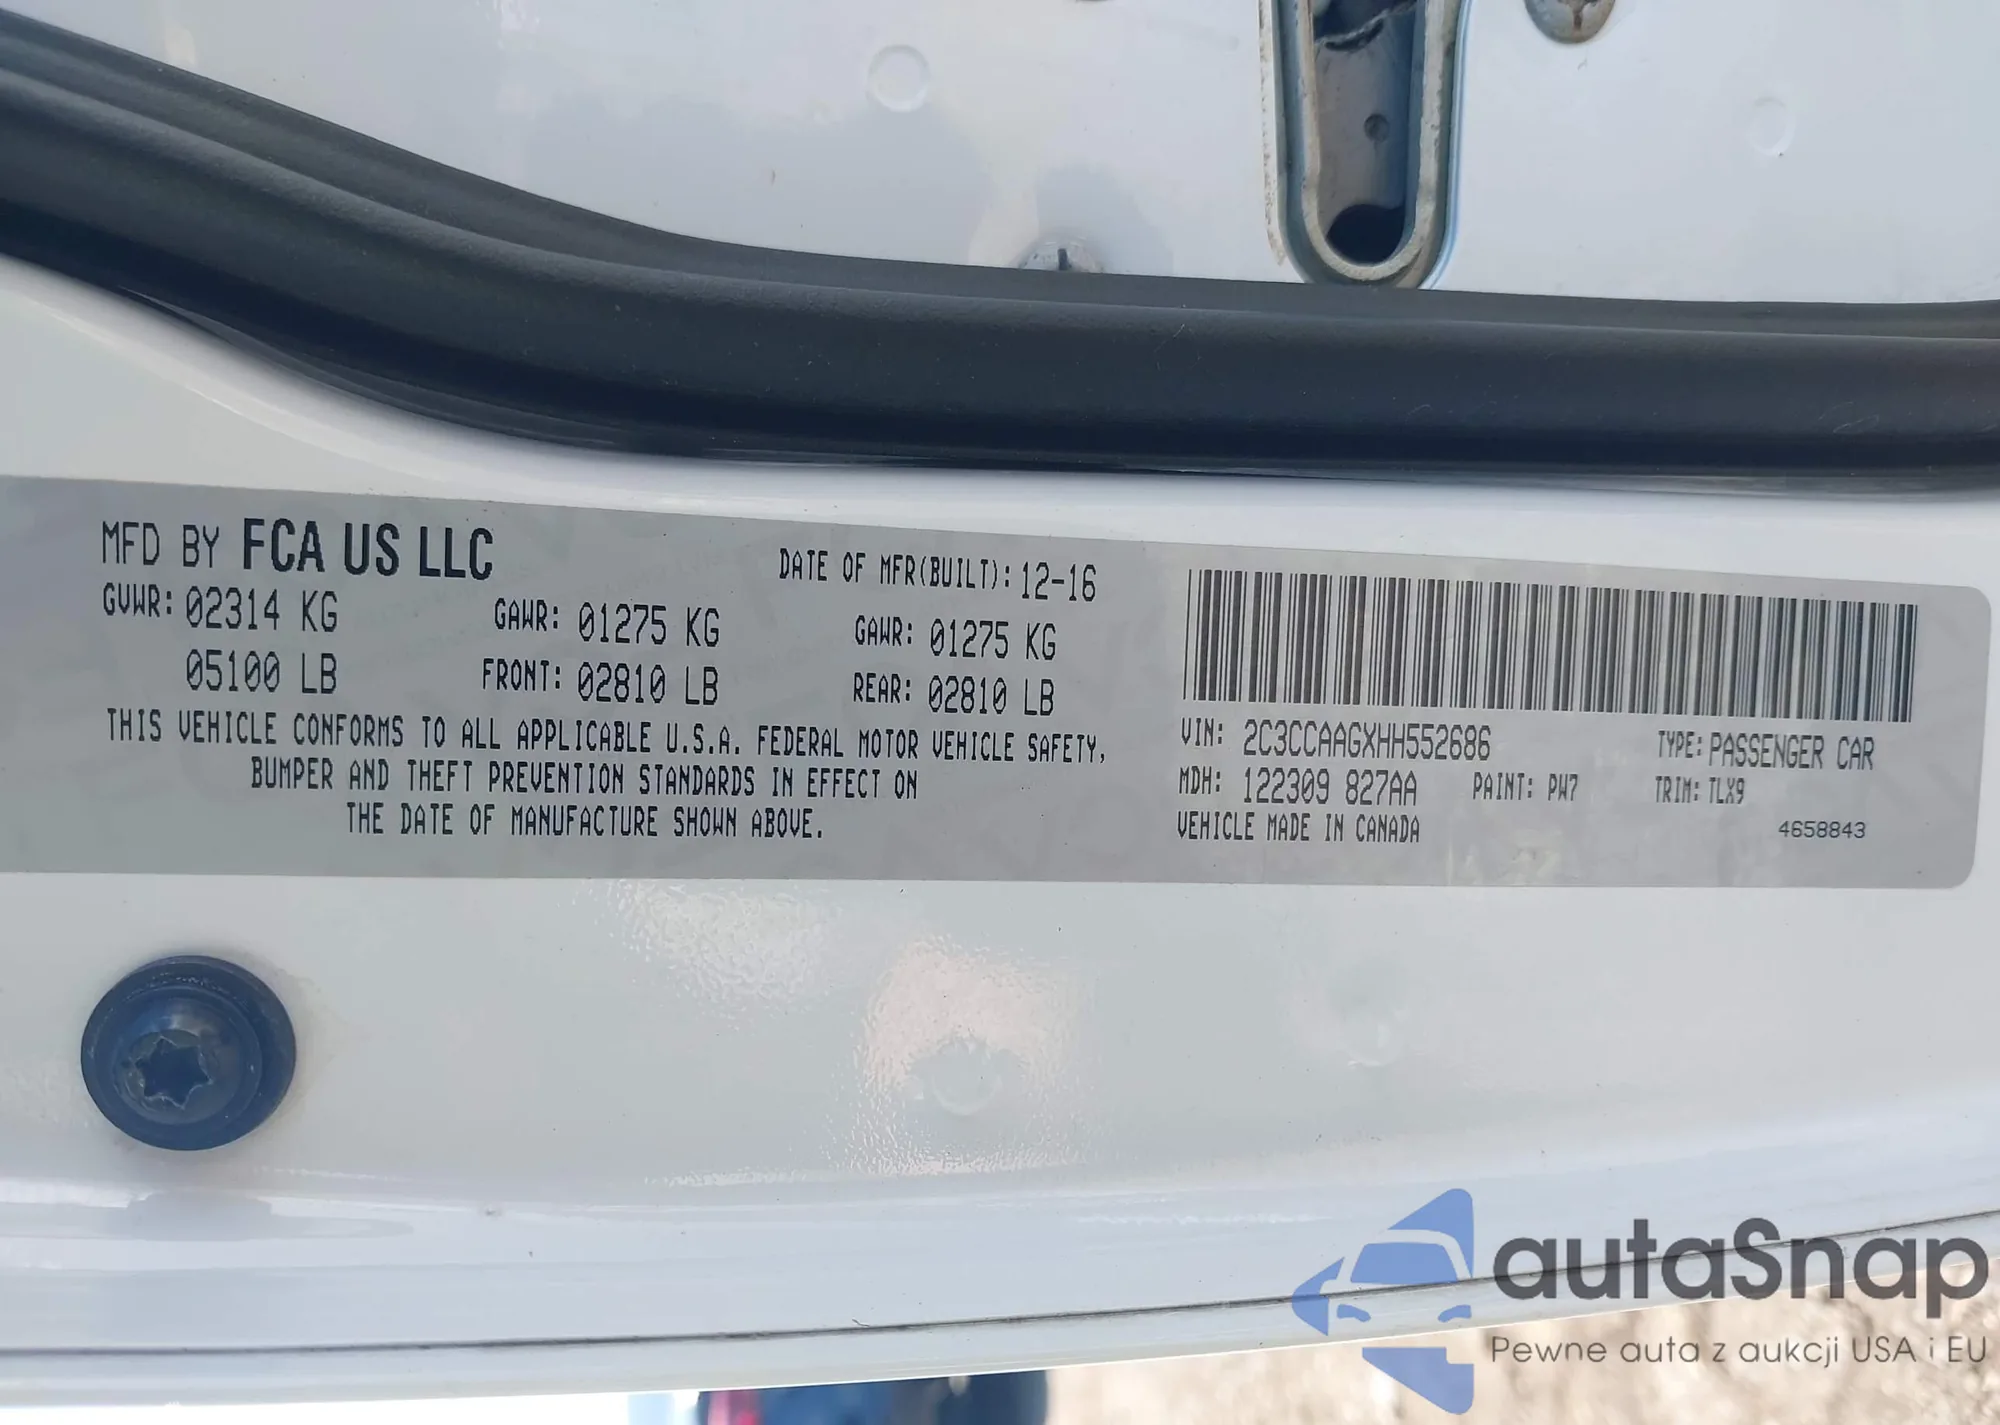 MFD BY FCA US LLC
DATE OF MFR(BUILT): 12-16
GVWR: 02314 KG GAWR: 01275 KG GAWR: 01275 KG
05100 LB FRONT: 02810 LB REAR: 02810 LB
THIS VEHICLE CONFORMS TO ALL APPLICABLE U.S.A. FEDERAL MOTOR VEHICLE SAFETY,
BUMPER AND THEFT PREVENTION STANDARDS IN EFFECT ON
THE DATE OF MANUFACTURE SHOWN ABOVE.
VIN: 2C3CCAAGXHH552686 TYPE: PASSENGER CAR
MDH: 122309 827AA PAINT: PW7 TRIM: TLX9
VEHICLE MADE IN CANADA
4658843
autaSnap
Pewne auta z aukcji USA i EU